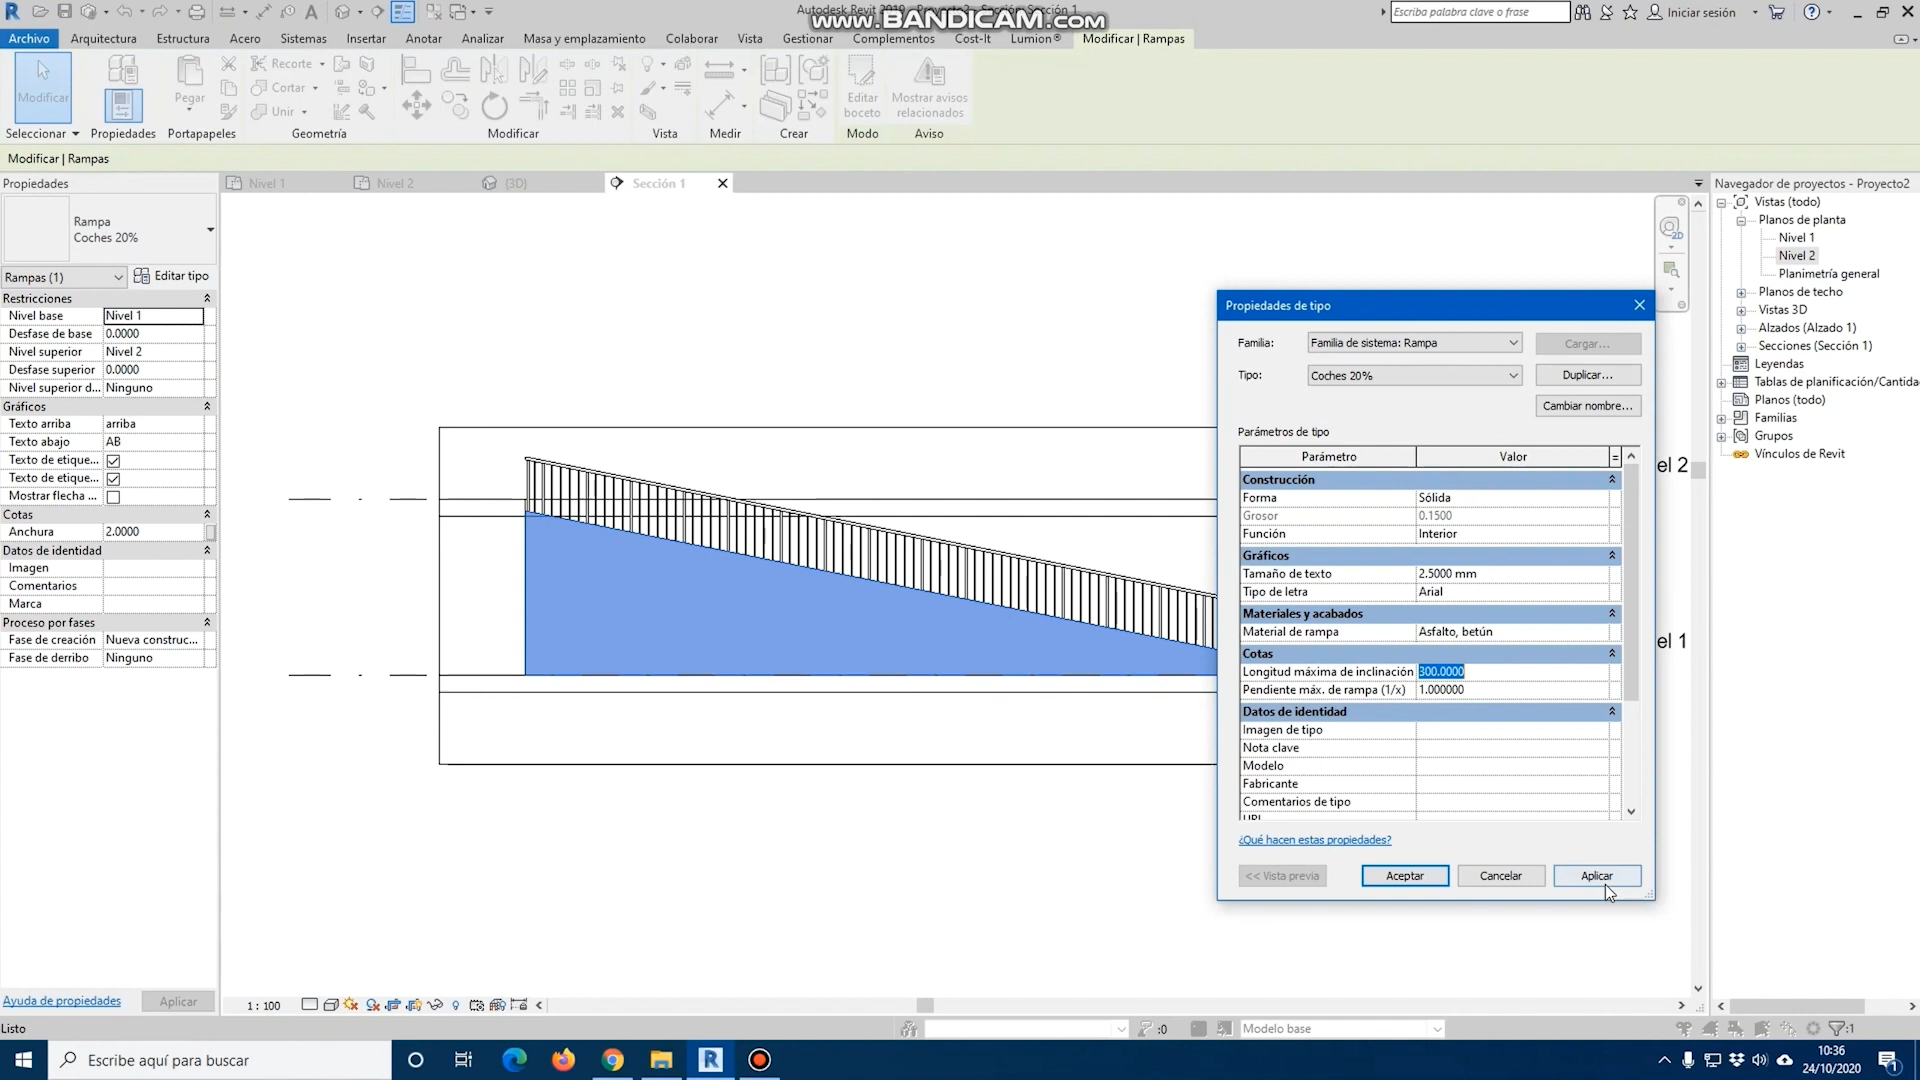 Autodesk Revit 2019 - Proyecto2 - Sección: Sección 1
www.BANDICAM.com
Escriba palabra clave o frase
Iniciar sesión
Archivo
Arquitectura
Estructura
Acero
Sistemas
Insertar
Anotar
Analizar
Masa y emplazamiento
Colaborar
Vista
Gestionar
Complementos
Cost-It
Lumion®
Modificar | Rampas
Modificar
Pegar
Recorte
Cortar
Unir
Editar
boceto
Mostrar avisos
relacionados
Seleccionar
Propiedades
Portapapeles
Geometría
Modificar
Vista
Medir
Crear
Modo
Aviso
Modificar | Rampas
Propiedades
Rampa
Coches 20%
Rampas (1)
Editar tipo
Restricciones
Nivel base Nivel 1
Desfase de base 0.0000
Nivel superior Nivel 2
Desfase superior 0.0000
Nivel superior d... Ninguno
Gráficos
Texto arriba arriba
Texto abajo AB
Texto de etique...
Texto de etique...
Mostrar flecha ...
Cotas
Anchura 2.0000
Datos de identidad
Imagen
Comentarios
Marca
Proceso por fases
Fase de creación Nueva construc...
Fase de derribo Ninguno
Ayuda de propiedades
Aplicar
Nivel 1
Nivel 2
{3D}
Sección 1
2D
el 2
el 1
Propiedades de tipo
Familia: Familia de sistema: Rampa Cargar...
Tipo: Coches 20% Duplicar...
Cambiar nombre...
Parámetros de tipo
Parámetro Valor =
Construcción
Forma Sólida
Grosor 0.1500
Función Interior
Gráficos
Tamaño de texto 2.5000 mm
Tipo de letra Arial
Materiales y acabados
Material de rampa Asfalto, betún
Cotas
Longitud máxima de inclinación 300.0000
Pendiente máx. de rampa (1/x) 1.000000
Datos de identidad
Imagen de tipo
Nota clave
Modelo
Fabricante
Comentarios de tipo
URL
¿Qué hacen estas propiedades?
<< Vista previa
Aceptar
Cancelar
Aplicar
Navegador de proyectos - Proyecto2
Vistas (todo)
Planos de planta
Nivel 1
Nivel 2
Planimetría general
Planos de techo
Vistas 3D
Alzados (Alzado 1)
Secciones (Sección 1)
Leyendas
Tablas de planificación/Cantida
Planos (todo)
Familias
Grupos
Vínculos de Revit
1 : 100
Listo
:0
Modelo base
:1
Escribe aquí para buscar
10:36
24/10/2020
1